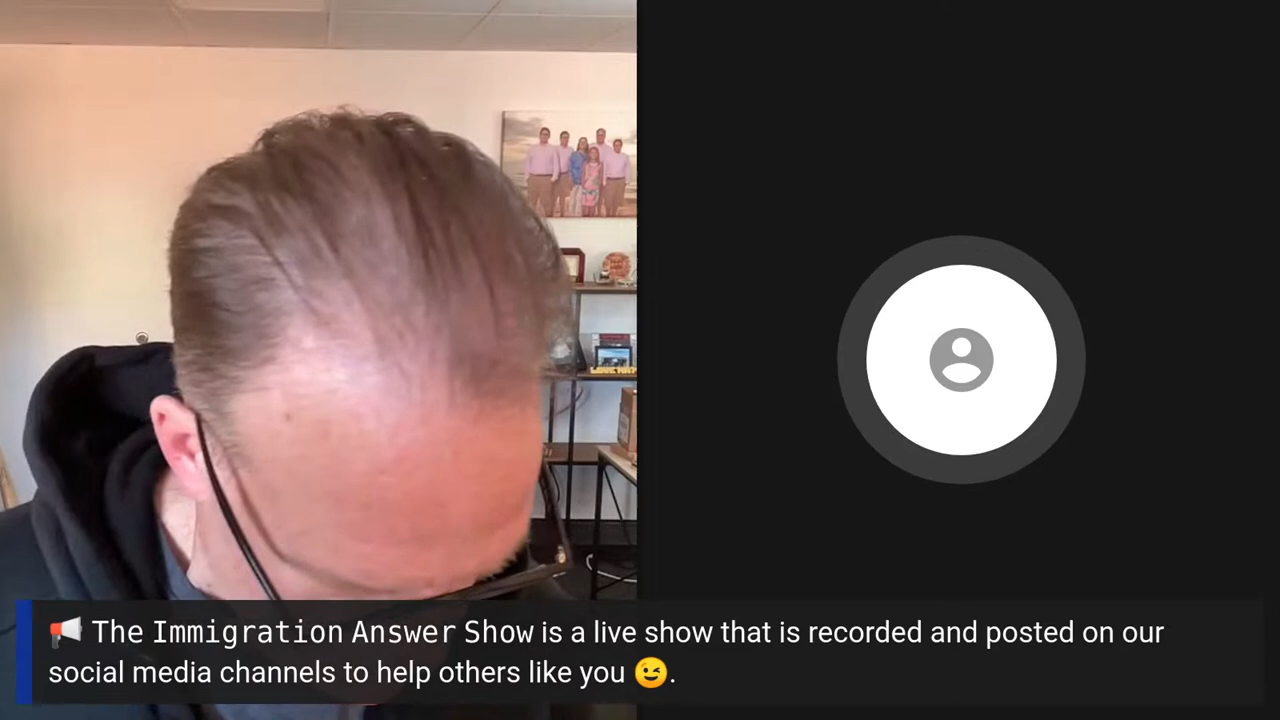 📢 The Immigration Answer Show is a live show that is recorded and posted on our
social media channels to help others like you 😉.